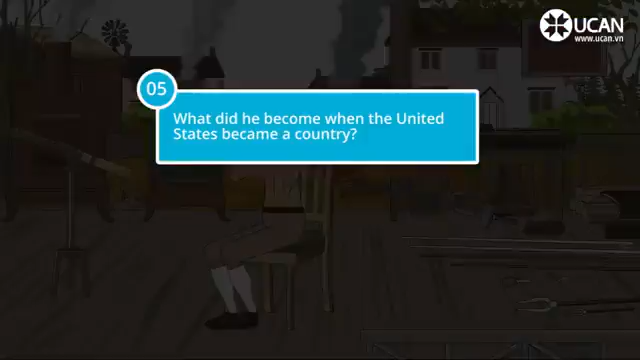 UCAN
www.ucan.vn
05
What did he become when the United
States became a country?